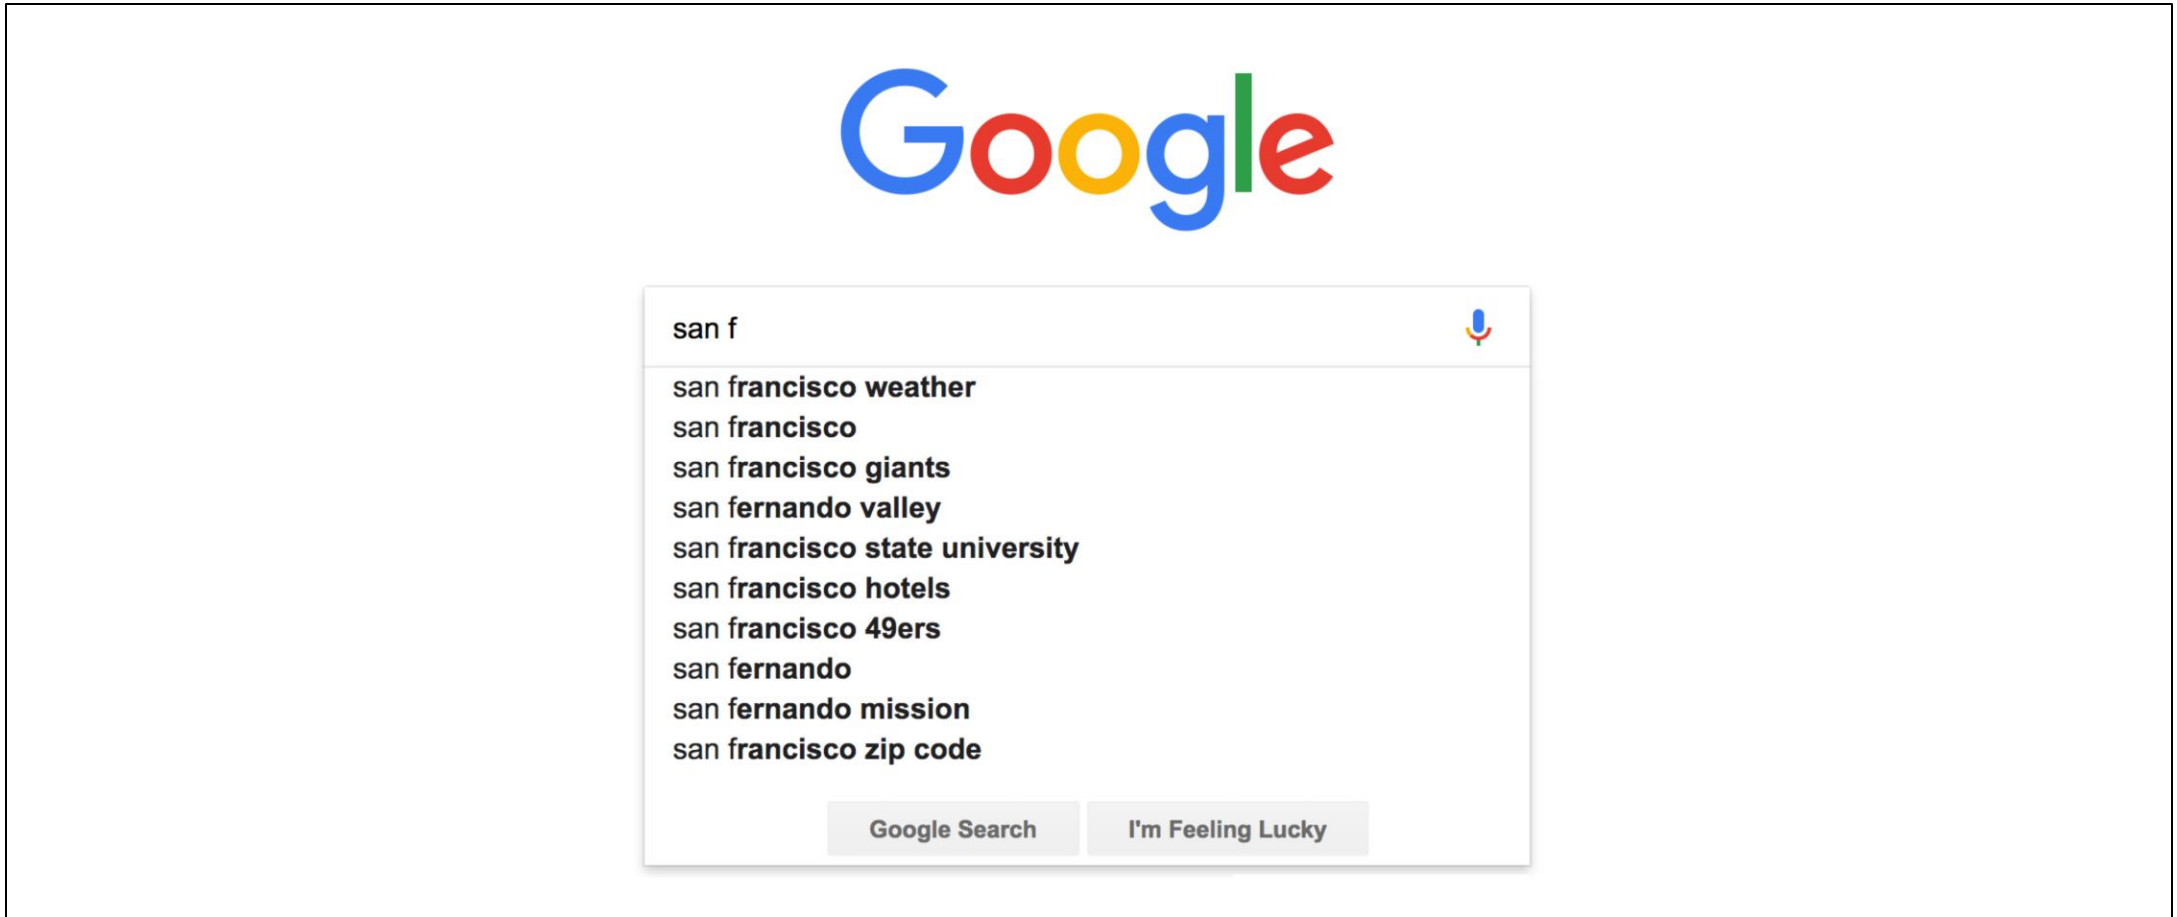 Google
san f
san francisco weather
san francisco
san francisco giants
san fernando valley
san francisco state university
san francisco hotels
san francisco 49ers
san fernando
san fernando mission
san francisco zip code
Google Search I'm Feeling Lucky